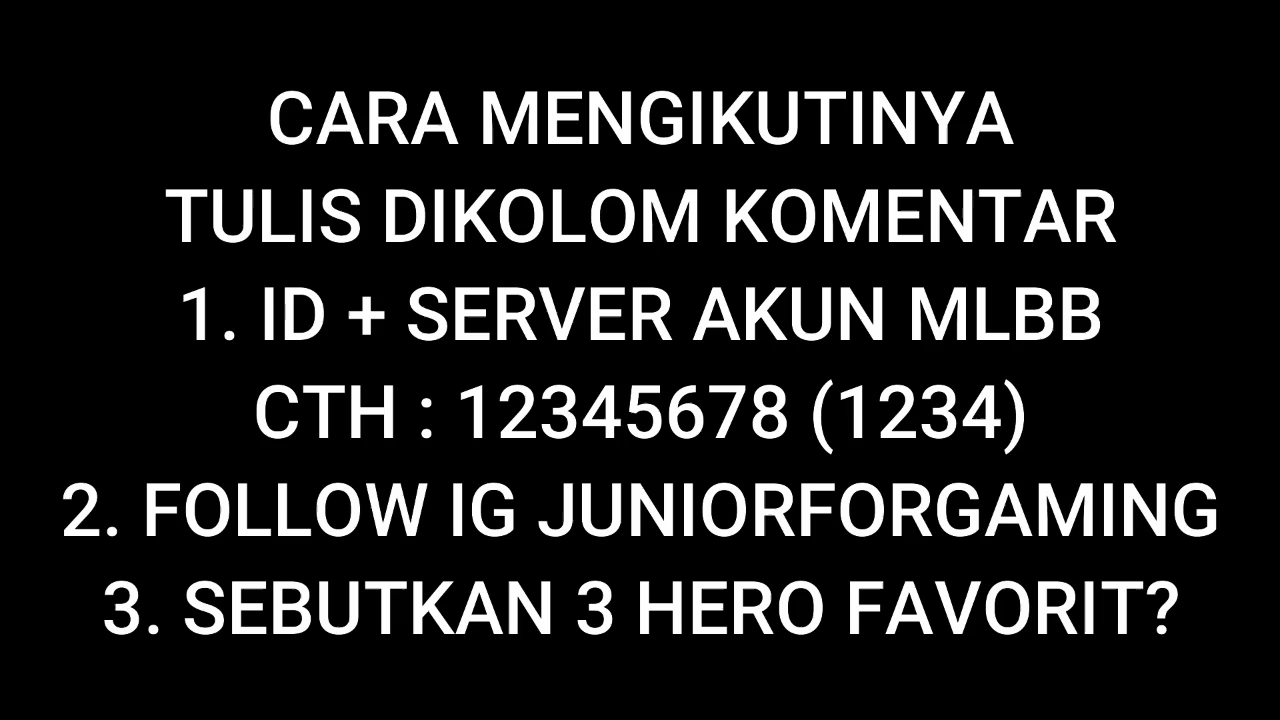 CARA MENGIKUTINYA
TULIS DIKOLOM KOMENTAR
1. ID + SERVER AKUN MLBB
CTH : 12345678 (1234)
2. FOLLOW IG JUNIORFORGAMING
3. SEBUTKAN 3 HERO FAVORIT?